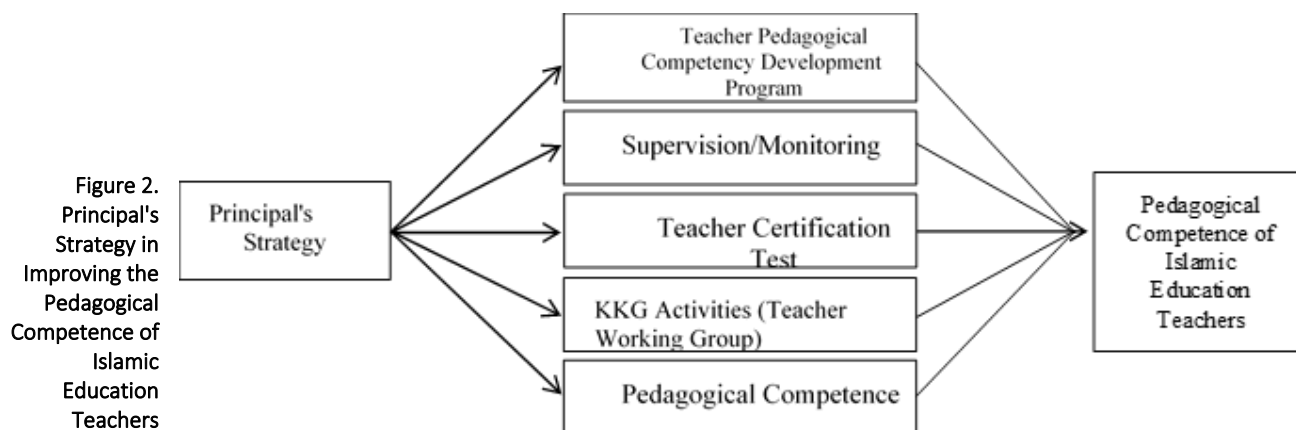 Figure 2.
Principal's
Strategy in
Improving the
Pedagogical
Competence of
Islamic
Education
Teachers
Principal's
Strategy
Teacher Pedagogical
Competency Development
Program
Supervision/Monitoring
Teacher Certification
Test
KKG Activities (Teacher
Working Group)
Pedagogical Competence
Pedagogical
Competence of
Islamic
Education
Teachers